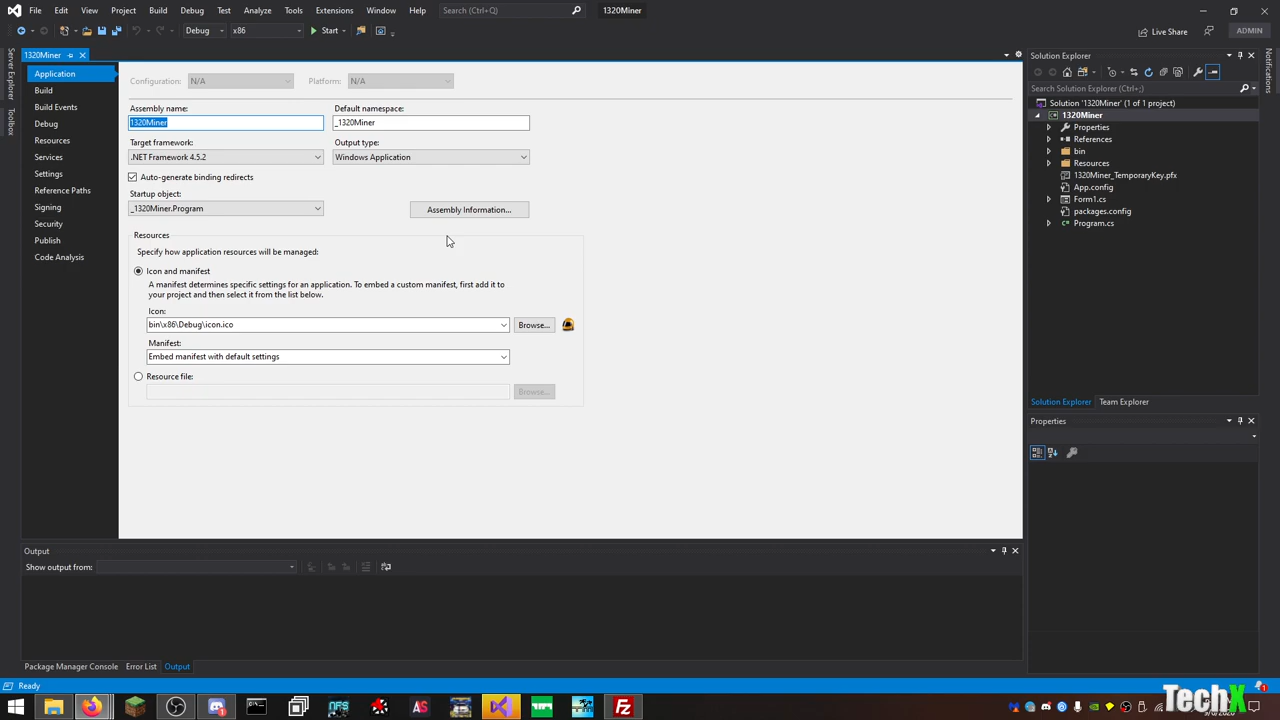 File Edit View Project Build Debug Test Analyze Tools Extensions Window Help Search (Ctrl+Q) 1320Miner
Debug x86 Start Live Share ADMIN
Server Explorer
Toolbox
Notifications
1320Miner
Application
Build
Build Events
Debug
Resources
Services
Settings
Reference Paths
Signing
Security
Publish
Code Analysis
Configuration: N/A Platform: N/A
Assembly name: Default namespace:
1320Miner _1320Miner
Target framework: Output type:
.NET Framework 4.5.2 Windows Application
Auto-generate binding redirects
Startup object:
_1320Miner.Program Assembly Information...
Resources
Specify how application resources will be managed:
Icon and manifest
A manifest determines specific settings for an application. To embed a custom manifest, first add it to
your project and then select it from the list below.
Icon:
bin\x86\Debug\icon.ico Browse...
Manifest:
Embed manifest with default settings
Resource file:
Browse...
Solution Explorer
Search Solution Explorer (Ctrl+;)
Solution '1320Miner' (1 of 1 project)
1320Miner
Properties
References
bin
Resources
1320Miner_TemporaryKey.pfx
App.config
Form1.cs
packages.config
Program.cs
Solution Explorer Team Explorer
Properties
Output
Show output from:
Package Manager Console Error List Output
Ready
TechX